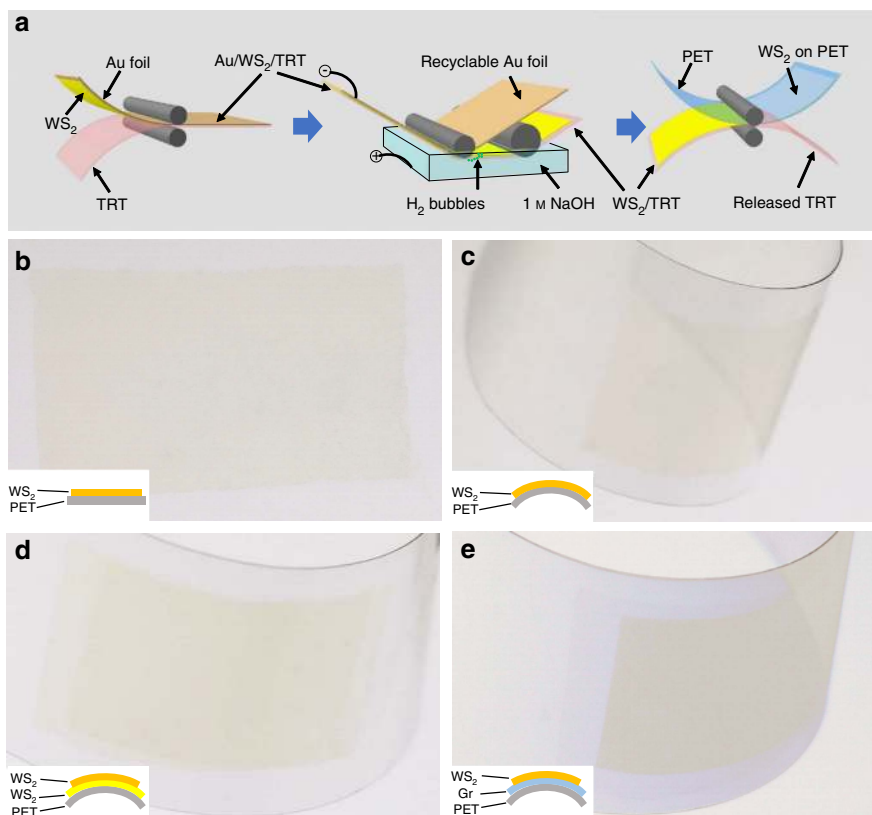 a
Au foil
Au/WS2/TRT
WS2
TRT
Recyclable Au foil
H2 bubbles
1 M NaOH
WS2/TRT
PET
WS2 on PET
Released TRT
b
WS2
PET
c
WS2
PET
d
WS2
WS2
PET
e
WS2
Gr
PET